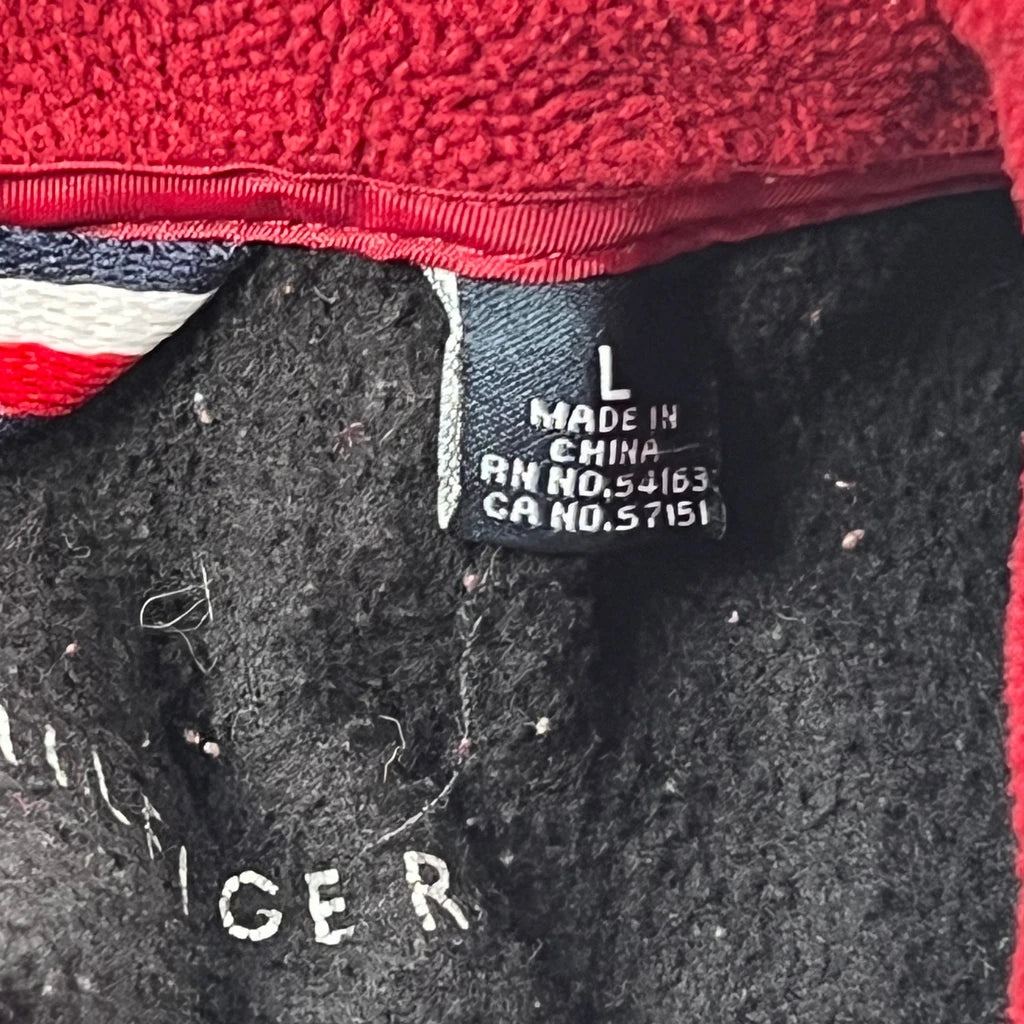 L
MADE IN
CHINA
RN NO.54163
CA NO.57151
GER